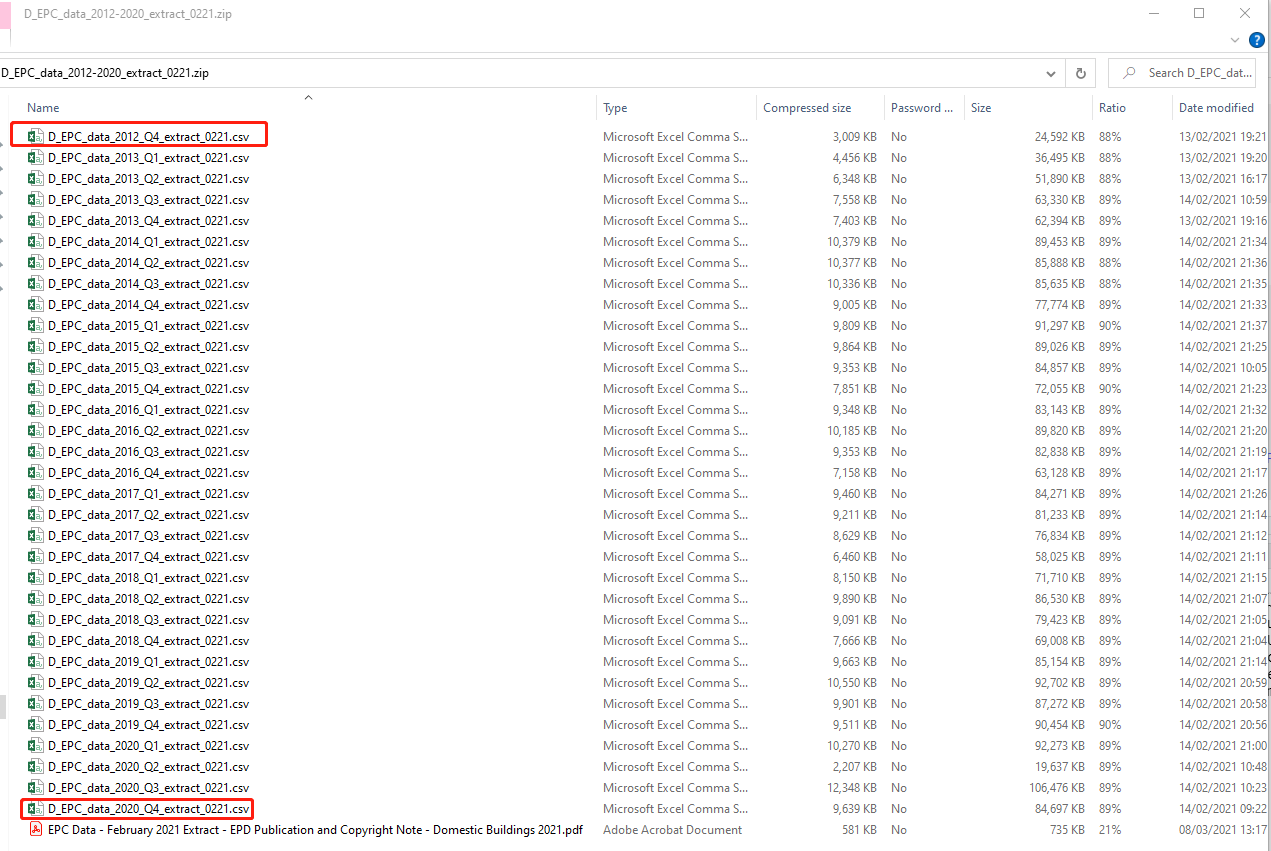 D_EPC_data_2012-2020_extract_0221.zip
?
D_EPC_data_2012-2020_extract_0221.zip Search D_EPC_dat...
Name Type Compressed size Password ... Size Ratio Date modified
D_EPC_data_2012_Q4_extract_0221.csv Microsoft Excel Comma S... 3,009 KB No 24,592 KB 88% 13/02/2021 19:21
D_EPC_data_2013_Q1_extract_0221.csv Microsoft Excel Comma S... 4,456 KB No 36,495 KB 88% 13/02/2021 19:20
D_EPC_data_2013_Q2_extract_0221.csv Microsoft Excel Comma S... 6,348 KB No 51,890 KB 88% 13/02/2021 16:17
D_EPC_data_2013_Q3_extract_0221.csv Microsoft Excel Comma S... 7,558 KB No 63,330 KB 89% 14/02/2021 10:59
D_EPC_data_2013_Q4_extract_0221.csv Microsoft Excel Comma S... 7,403 KB No 62,394 KB 89% 13/02/2021 19:16
D_EPC_data_2014_Q1_extract_0221.csv Microsoft Excel Comma S... 10,379 KB No 89,453 KB 89% 14/02/2021 21:34
D_EPC_data_2014_Q2_extract_0221.csv Microsoft Excel Comma S... 10,377 KB No 85,888 KB 88% 14/02/2021 21:36
D_EPC_data_2014_Q3_extract_0221.csv Microsoft Excel Comma S... 10,336 KB No 85,635 KB 88% 14/02/2021 21:35
D_EPC_data_2014_Q4_extract_0221.csv Microsoft Excel Comma S... 9,005 KB No 77,774 KB 89% 14/02/2021 21:33
D_EPC_data_2015_Q1_extract_0221.csv Microsoft Excel Comma S... 9,809 KB No 91,297 KB 90% 14/02/2021 21:37
D_EPC_data_2015_Q2_extract_0221.csv Microsoft Excel Comma S... 9,864 KB No 89,026 KB 89% 14/02/2021 21:25
D_EPC_data_2015_Q3_extract_0221.csv Microsoft Excel Comma S... 9,353 KB No 84,857 KB 89% 14/02/2021 10:05
D_EPC_data_2015_Q4_extract_0221.csv Microsoft Excel Comma S... 7,851 KB No 72,055 KB 90% 14/02/2021 21:23
D_EPC_data_2016_Q1_extract_0221.csv Microsoft Excel Comma S... 9,348 KB No 83,143 KB 89% 14/02/2021 21:32
D_EPC_data_2016_Q2_extract_0221.csv Microsoft Excel Comma S... 10,185 KB No 89,820 KB 89% 14/02/2021 21:20
D_EPC_data_2016_Q3_extract_0221.csv Microsoft Excel Comma S... 9,353 KB No 82,838 KB 89% 14/02/2021 21:19
D_EPC_data_2016_Q4_extract_0221.csv Microsoft Excel Comma S... 7,158 KB No 63,128 KB 89% 14/02/2021 21:17
D_EPC_data_2017_Q1_extract_0221.csv Microsoft Excel Comma S... 9,460 KB No 84,271 KB 89% 14/02/2021 21:26
D_EPC_data_2017_Q2_extract_0221.csv Microsoft Excel Comma S... 9,211 KB No 81,233 KB 89% 14/02/2021 21:14
D_EPC_data_2017_Q3_extract_0221.csv Microsoft Excel Comma S... 8,629 KB No 76,834 KB 89% 14/02/2021 21:12
D_EPC_data_2017_Q4_extract_0221.csv Microsoft Excel Comma S... 6,460 KB No 58,025 KB 89% 14/02/2021 21:11
D_EPC_data_2018_Q1_extract_0221.csv Microsoft Excel Comma S... 8,150 KB No 71,710 KB 89% 14/02/2021 21:15
D_EPC_data_2018_Q2_extract_0221.csv Microsoft Excel Comma S... 9,890 KB No 86,530 KB 89% 14/02/2021 21:07
D_EPC_data_2018_Q3_extract_0221.csv Microsoft Excel Comma S... 9,091 KB No 79,423 KB 89% 14/02/2021 21:05
D_EPC_data_2018_Q4_extract_0221.csv Microsoft Excel Comma S... 7,666 KB No 69,008 KB 89% 14/02/2021 21:04
D_EPC_data_2019_Q1_extract_0221.csv Microsoft Excel Comma S... 9,663 KB No 85,154 KB 89% 14/02/2021 21:14
D_EPC_data_2019_Q2_extract_0221.csv Microsoft Excel Comma S... 10,550 KB No 92,702 KB 89% 14/02/2021 20:59
D_EPC_data_2019_Q3_extract_0221.csv Microsoft Excel Comma S... 9,901 KB No 87,272 KB 89% 14/02/2021 20:58
D_EPC_data_2019_Q4_extract_0221.csv Microsoft Excel Comma S... 9,511 KB No 90,454 KB 90% 14/02/2021 20:56
D_EPC_data_2020_Q1_extract_0221.csv Microsoft Excel Comma S... 10,270 KB No 92,273 KB 89% 14/02/2021 21:00
D_EPC_data_2020_Q2_extract_0221.csv Microsoft Excel Comma S... 2,207 KB No 19,637 KB 89% 14/02/2021 10:48
D_EPC_data_2020_Q3_extract_0221.csv Microsoft Excel Comma S... 12,348 KB No 106,476 KB 89% 14/02/2021 10:23
D_EPC_data_2020_Q4_extract_0221.csv Microsoft Excel Comma S... 9,639 KB No 84,697 KB 89% 14/02/2021 09:22
EPC Data - February 2021 Extract - EPD Publication and Copyright Note - Domestic Buildings 2021.pdf Adobe Acrobat Document 581 KB No 735 KB 21% 08/03/2021 13:17